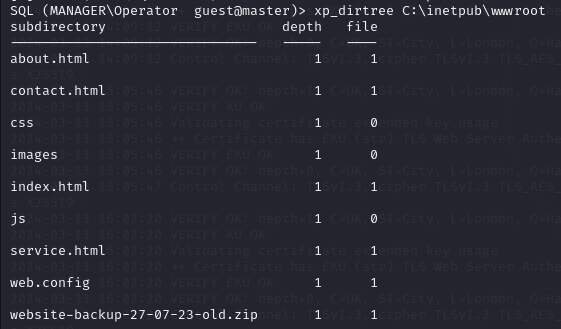 SQL (MANAGER\Operator  guest@master)> xp_dirtree C:\inetpub\wwwroot
subdirectory                depth   file
about.html                      1      1
contact.html                    1      1
css                             1      0
images                          1      0
index.html                      1      1
js                              1      0
service.html                    1      1
web.config                      1      1
website-backup-27-07-23-old.zip      1      1